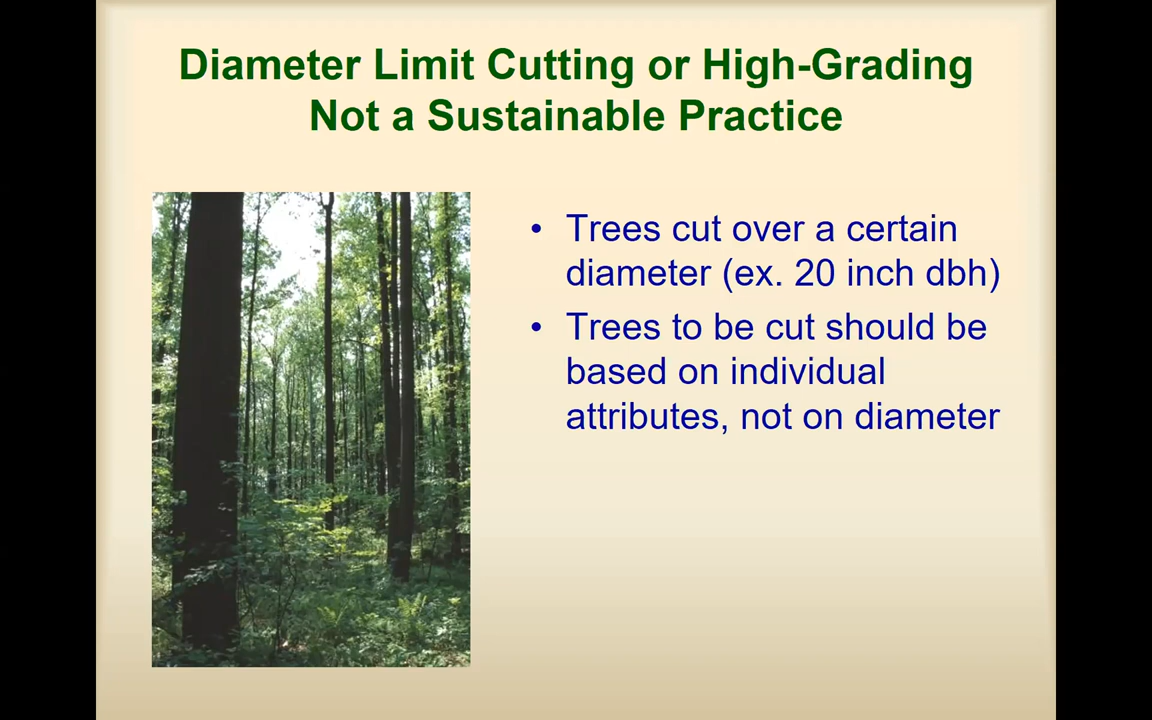 Diameter Limit Cutting or High-Grading
Not a Sustainable Practice
• Trees cut over a certain
diameter (ex. 20 inch dbh)
• Trees to be cut should be
based on individual
attributes, not on diameter